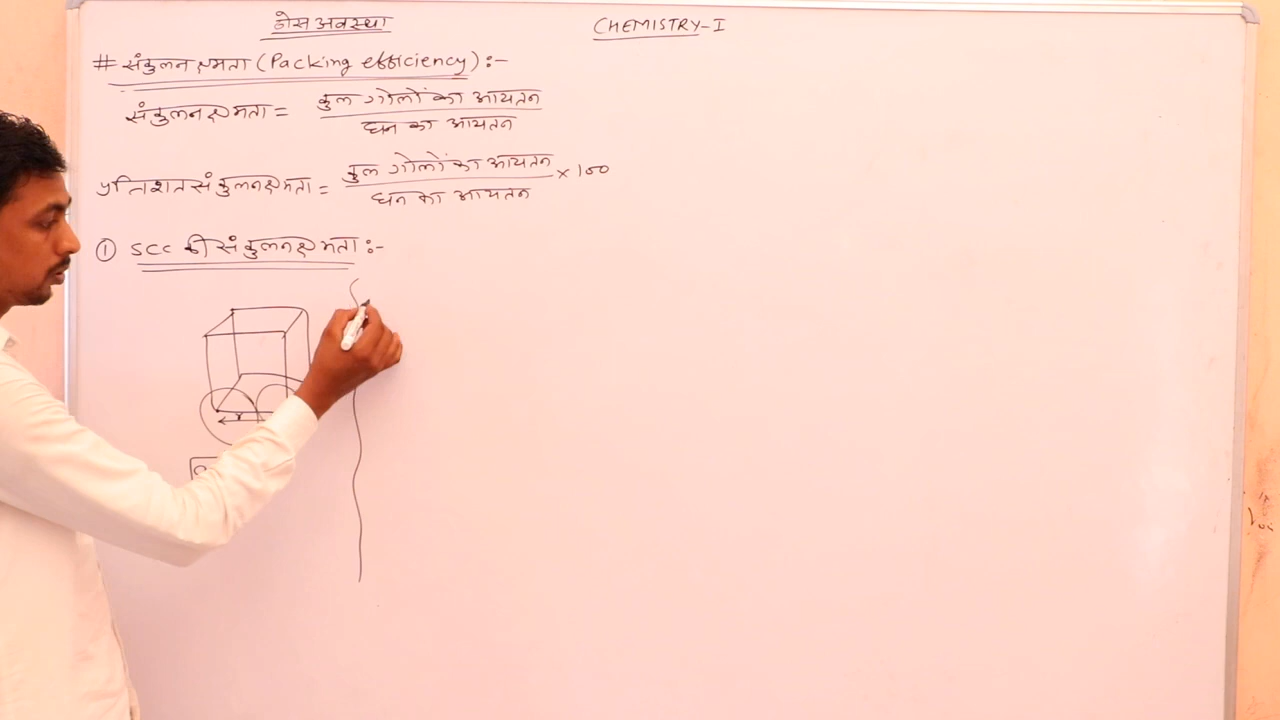 ठोस अवस्था
CHEMISTRY-I
# संकुलन क्षमता (Packing efficiency) :-
संकुलन क्षमता = कुल गोलों का आयतन / घन का आयतन
प्रतिशत संकुलन क्षमता = कुल गोलों का आयतन / घन का आयतन × 100
① SCC की संकुलन क्षमता :-